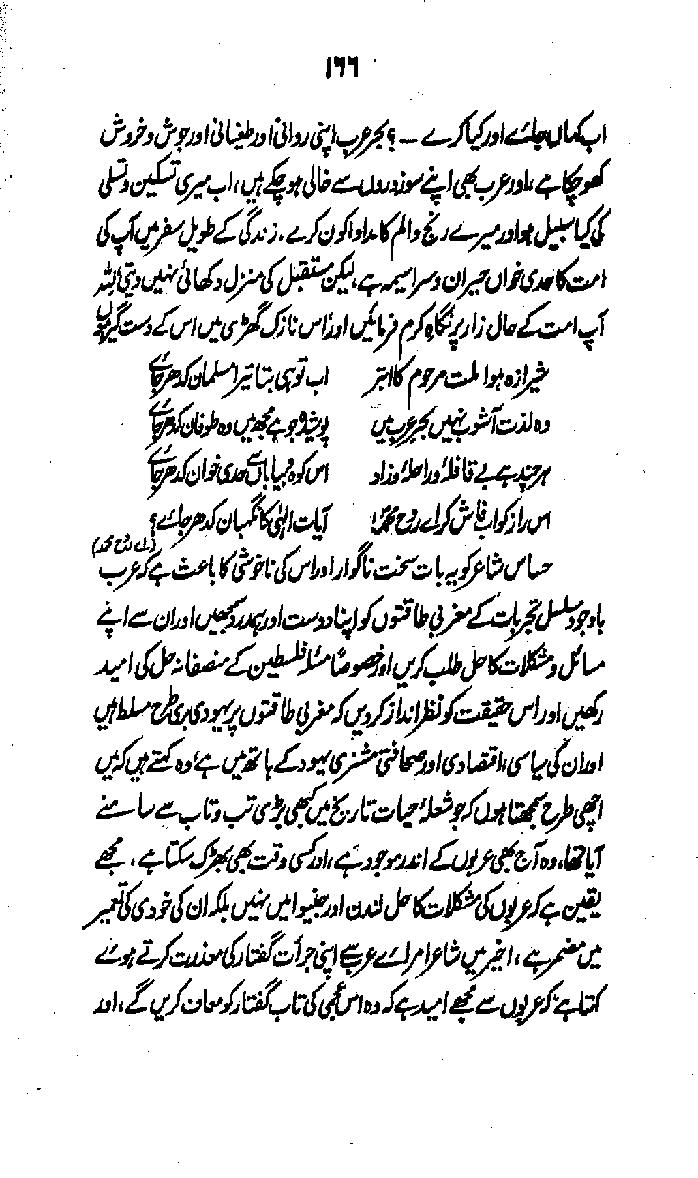 ۱۶۶
اب کہاں جائے اور کیا کرے ۔۔؟ بحر عرب اپنی روانی اور طغیانی اور جوش و خروش
کھو چکا ہے، اور عرب بھی اپنے سوز دروں سے خالی ہو چکے ہیں، اب میری تسکین و تسلی
کی کیا سبیل ہو اور میرے رنج والم کا مداوا کون کرے، زندگی کے طویل سفر میں آپ کی
امت کا حدی خواں حیران و سراسیمہ ہے، لیکن مستقبل کی منزل دکھائی نہیں دیتی للہ
آپ امت کے حال زار پر نگاہ کرم فرمائیں اور اس نازک گھڑی میں اس کے دست گیر ہوں
شیرازہ ہوا ملت مرحوم کا ابتر اب تو ہی بتا تیرا مسلمان کدھر جائے
وہ لذت آشوب نہیں بحر عرب میں پوشیدہ جو ہے مجھ میں وہ طوفان کدھر جائے
ہر چند ہے بے قافلہ و راحلہ و زاد اس کوہ و بیاباں سے حدی خوان کدھر جائے
اس راز کو اب فاش کر اے روح محمدؐ! آیات الٰہی کا نگہبان کدھر جائے؟
(اے روح محمدؐ)
حساس شاعر کو یہ بات سخت ناگوار اور اس کی ناخوشی کا باعث ہے کہ عرب
باوجود مسلسل تجربات کے مغربی طاقتوں کو اپنا دوست اور ہمدرد سمجھیں اور ان سے اپنے
مسائل و مشکلات کا حل طلب کریں اور خصوصاً مسئلہ فلسطین کے منصفانہ حل کی امید
رکھیں اور اس حقیقت کو نظر انداز کر دیں کہ مغربی طاقتوں پر یہودی بری طرح مسلط ہیں
اور ان کی سیاسی، اقتصادی اور صحافتی مشنری یہود کے ہاتھ میں ہے، وہ کہتے ہیں کہ میں
اچھی طرح سمجھتا ہوں کہ جو شعلۂ حیات تاریخ میں کبھی بڑی تب و تاب سے سامنے
آیا تھا، وہ آج بھی عربوں کے اندر موجود ہے، اور کسی وقت بھی بھڑک سکتا ہے، مجھے
یقین ہے کہ عربوں کی مشکلات کا حل لندن اور جنیوا میں نہیں بلکہ ان کی خودی کی تعمیر
میں مضمر ہے، اخیر میں شاعر امرائے عرب سے اپنی جرأت گفتار کی معذرت کرتے ہوئے
کہتا ہے کہ عربوں سے مجھے امید ہے کہ وہ اس عجمی کی تاب گفتار کو معاف کریں گے، اور